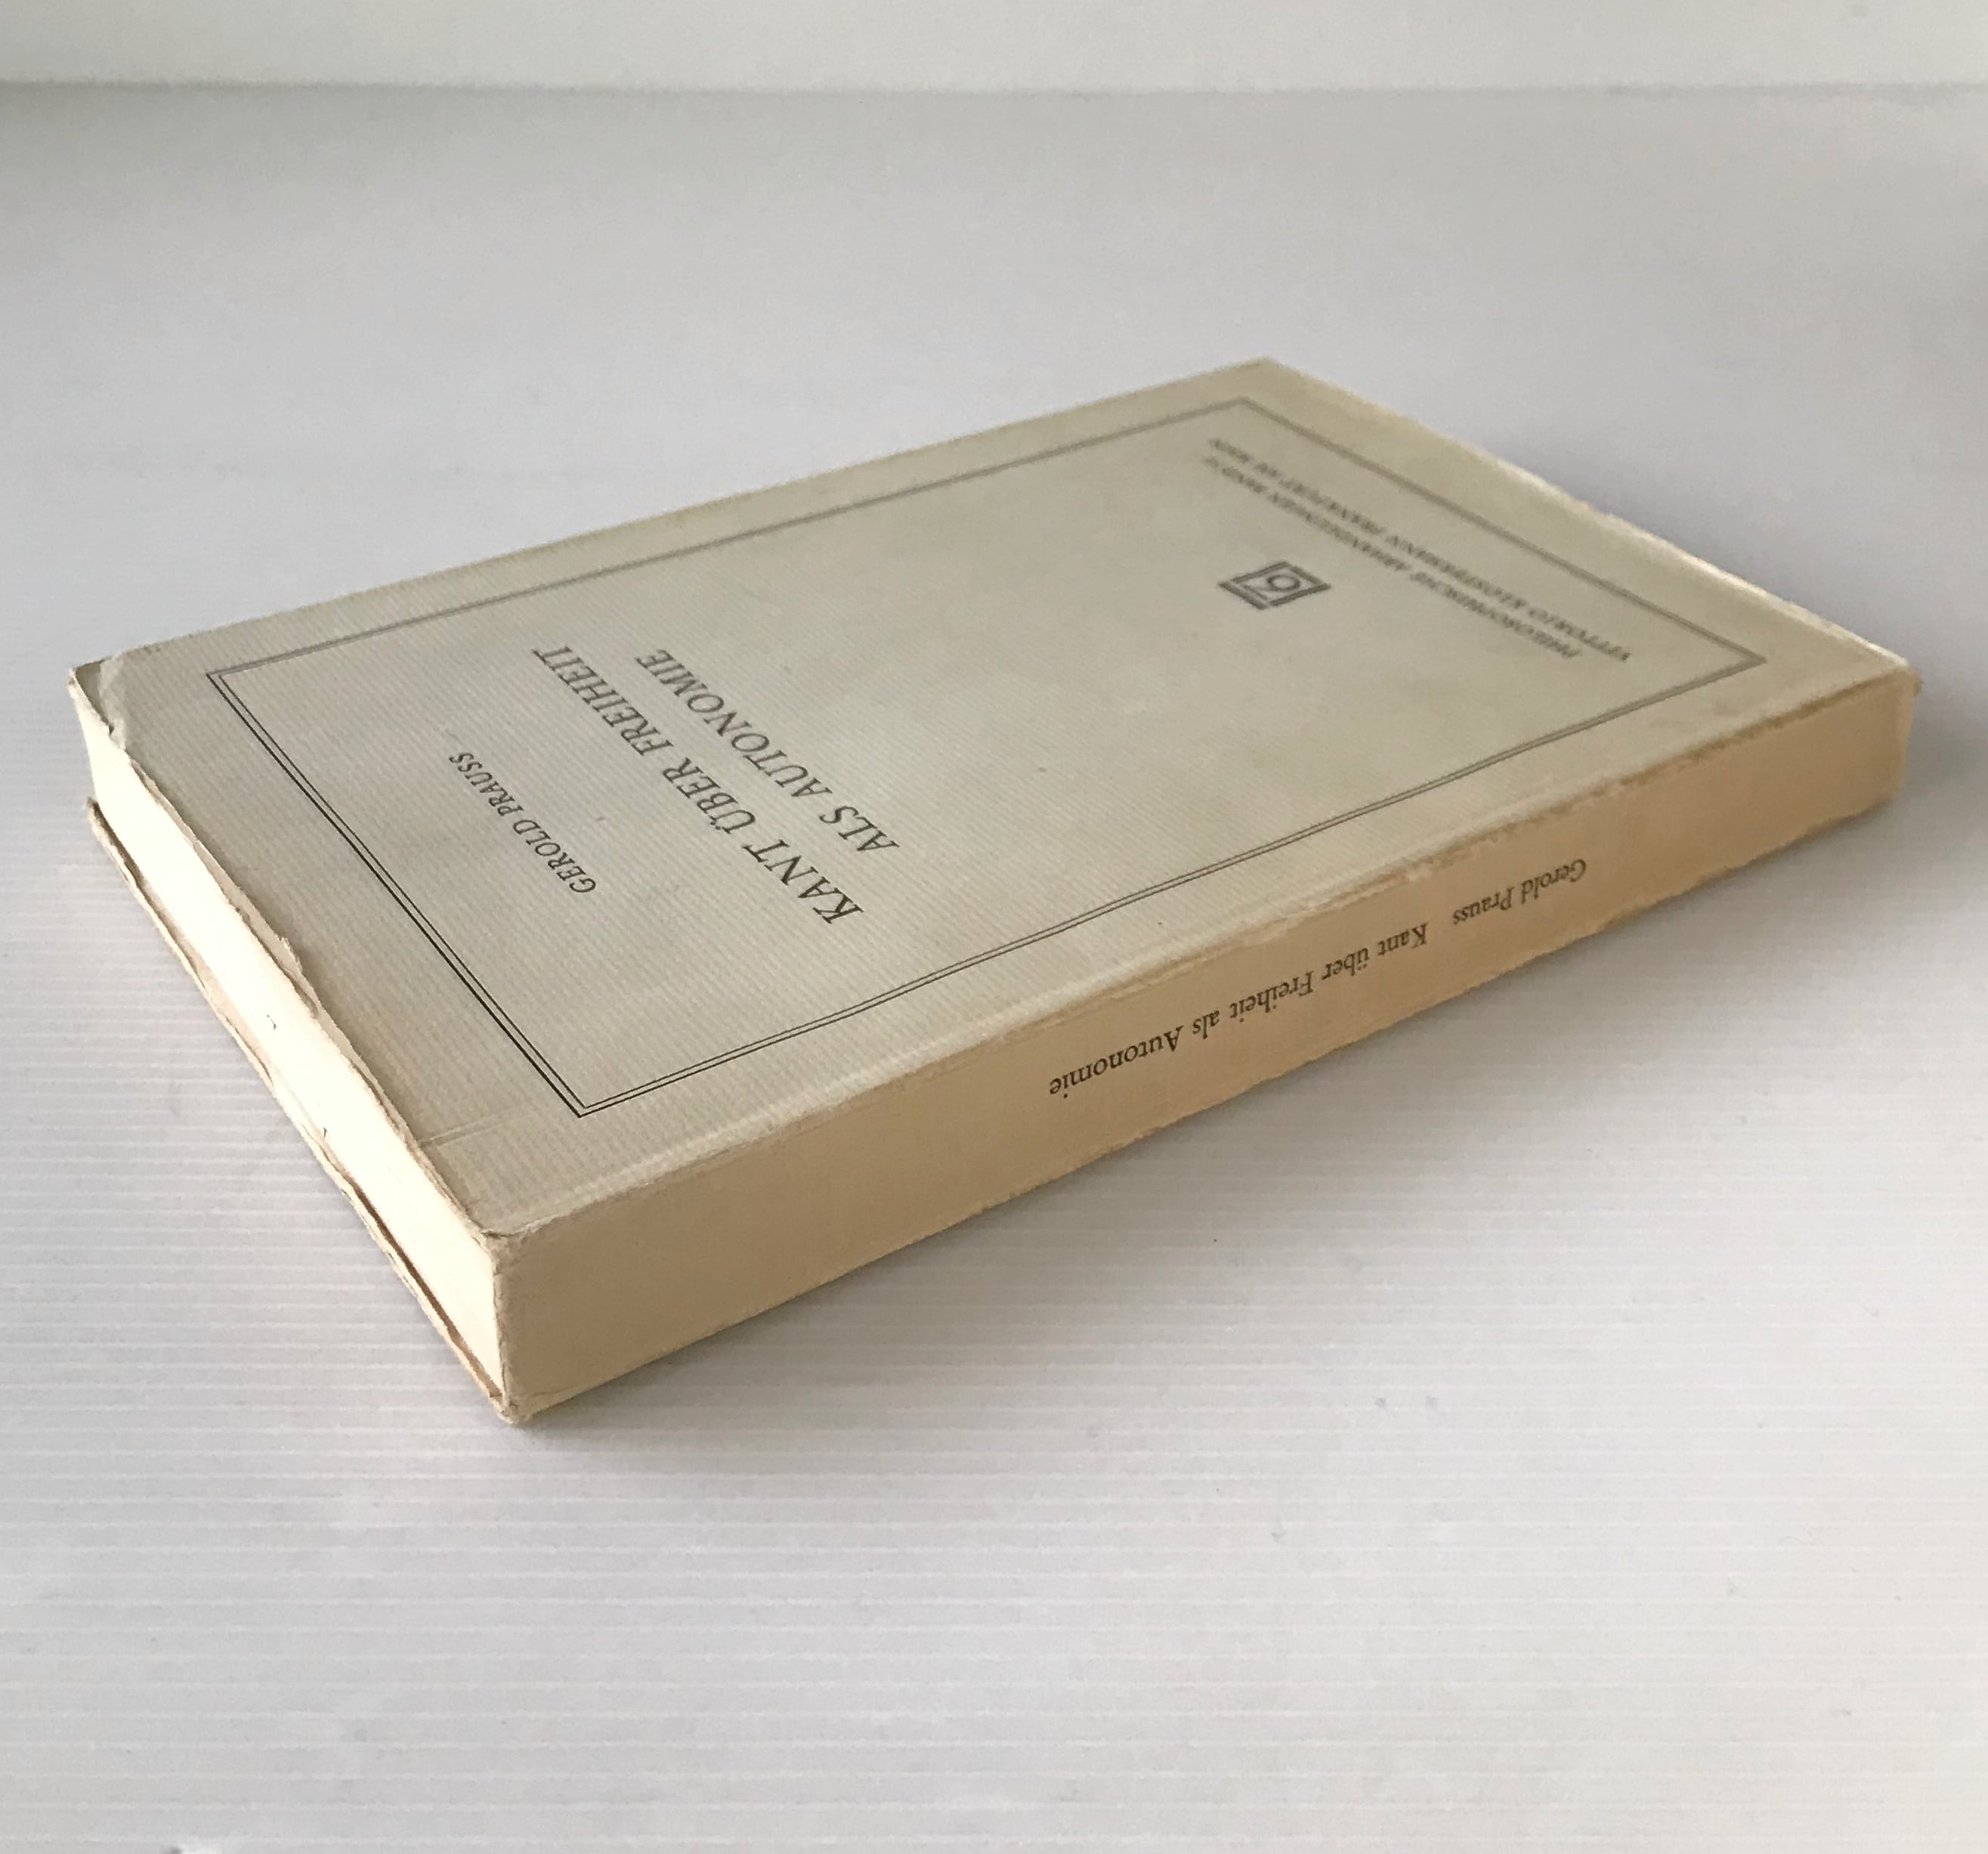 GEROLD PRAUSS
KANT ÜBER FREIHEIT
ALS AUTONOMIE
PHILOSOPHISCHE ABHANDLUNGEN BAND
VITTORIO KLOSTERMANN FRANKFURT AM MAIN
Gerold Prauss Kant über Freiheit als Autonomie